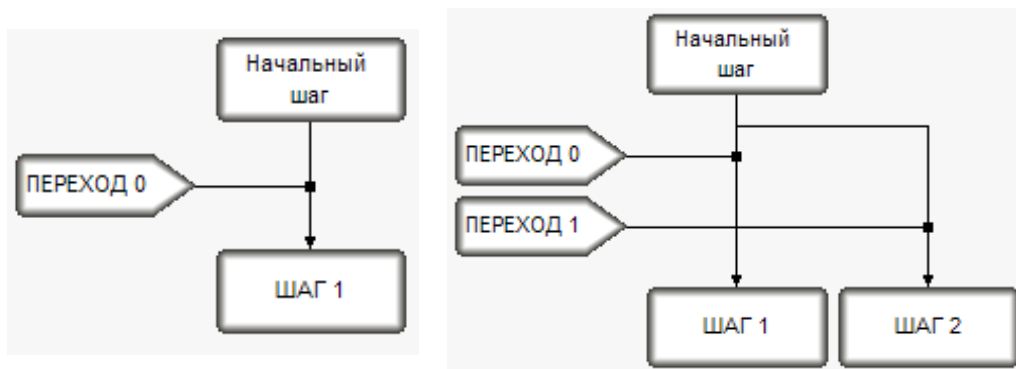 Начальный
шаг
ПЕРЕХОД 0
ШАГ 1
Начальный
шаг
ПЕРЕХОД 0
ПЕРЕХОД 1
ШАГ 1
ШАГ 2